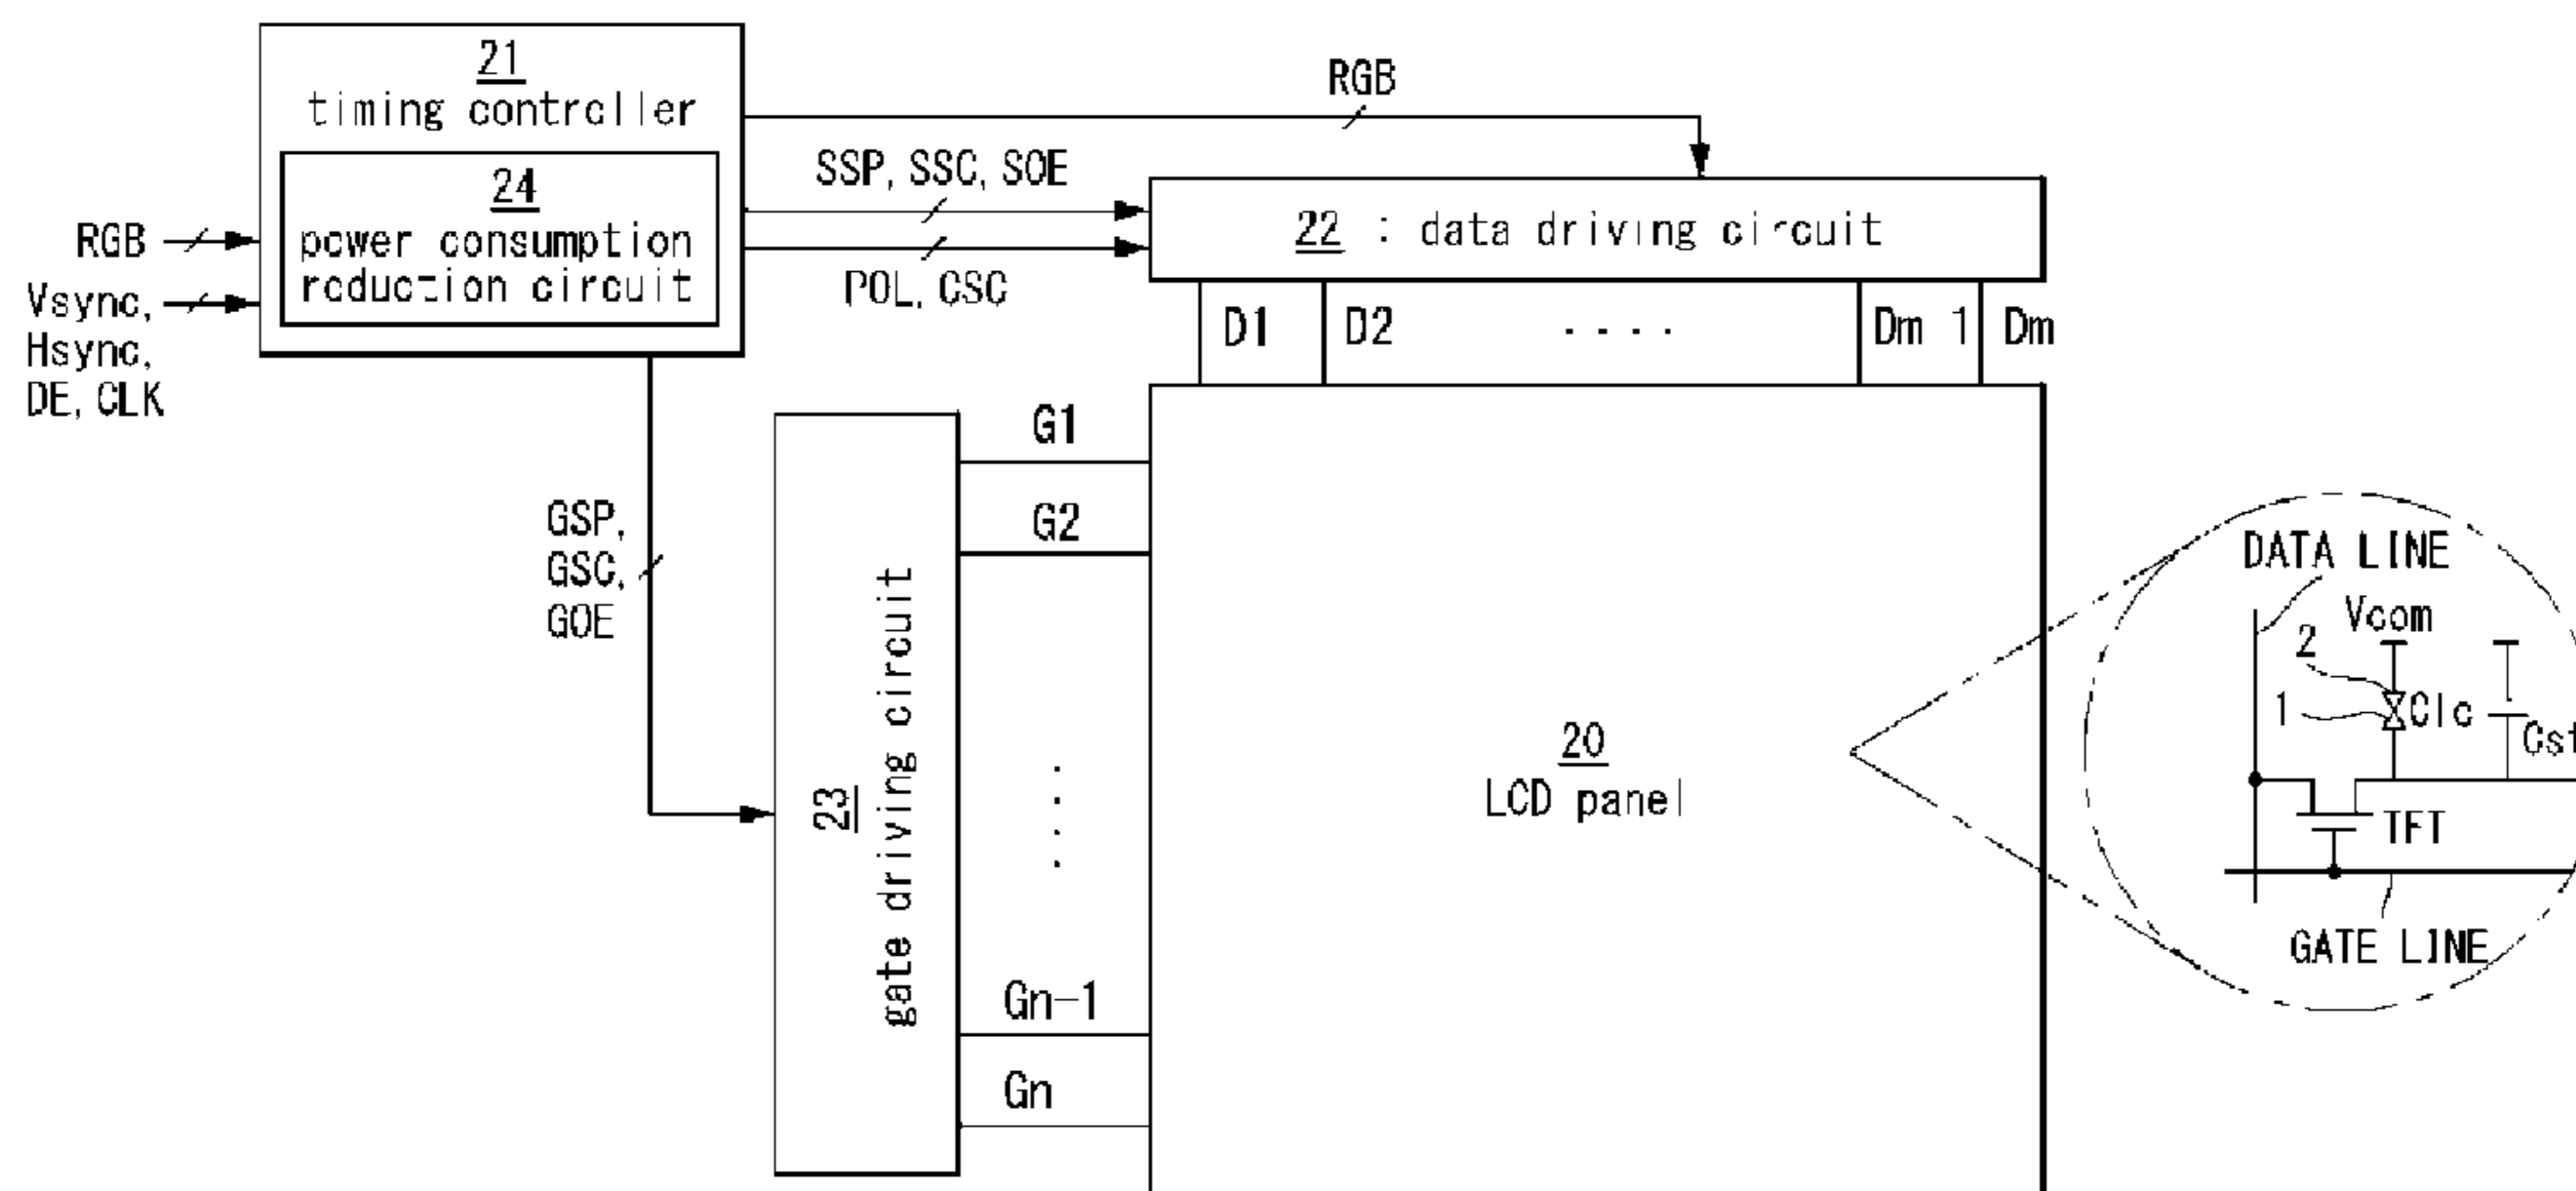 21
timing controller
24
power consumption
reduction circuit
RGB
Vsync,
Hsync,
DE, CLK
RGB
SSP, SSC, SOE
POL, CSC
22 : data driving circuit
D1 D2 ···· Dm 1 Dm
GSP,
GSC,
GOE
23
gate driving circuit
G1
G2
Gn-1
Gn
20
LCD panel
DATA LINE
Vcom
2
1
Clc
TFT
GATE LINE